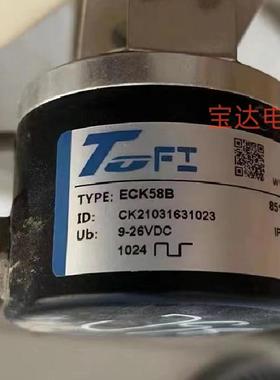 宝达电
TOFI
TYPE: ECK58B
ID: CK21031631023
Ub: 9-26VDC
1024